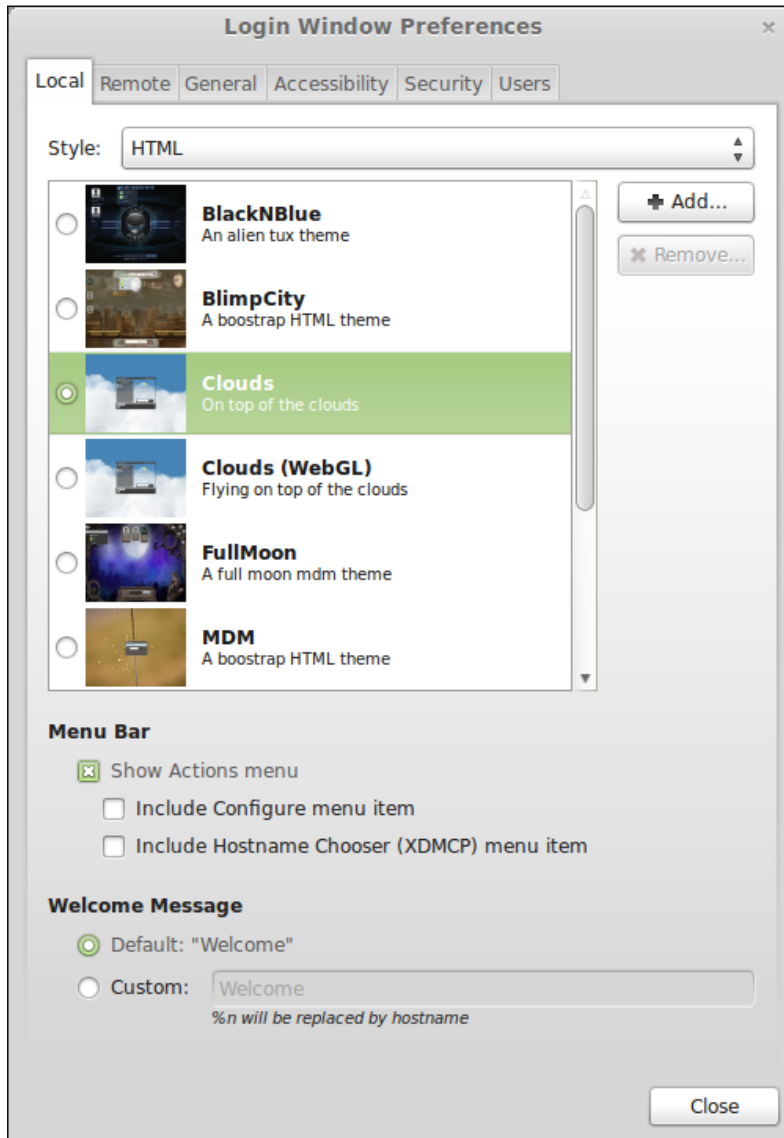 Login Window Preferences
Local Remote General Accessibility Security Users
Style: HTML
Add...
Remove...
BlackNBlue
An alien tux theme
BlimpCity
A boostrap HTML theme
Clouds
On top of the clouds
Clouds (WebGL)
Flying on top of the clouds
FullMoon
A full moon mdm theme
MDM
A boostrap HTML theme
Menu Bar
Show Actions menu
Include Configure menu item
Include Hostname Chooser (XDMCP) menu item
Welcome Message
Default: "Welcome"
Custom: Welcome
%n will be replaced by hostname
Close